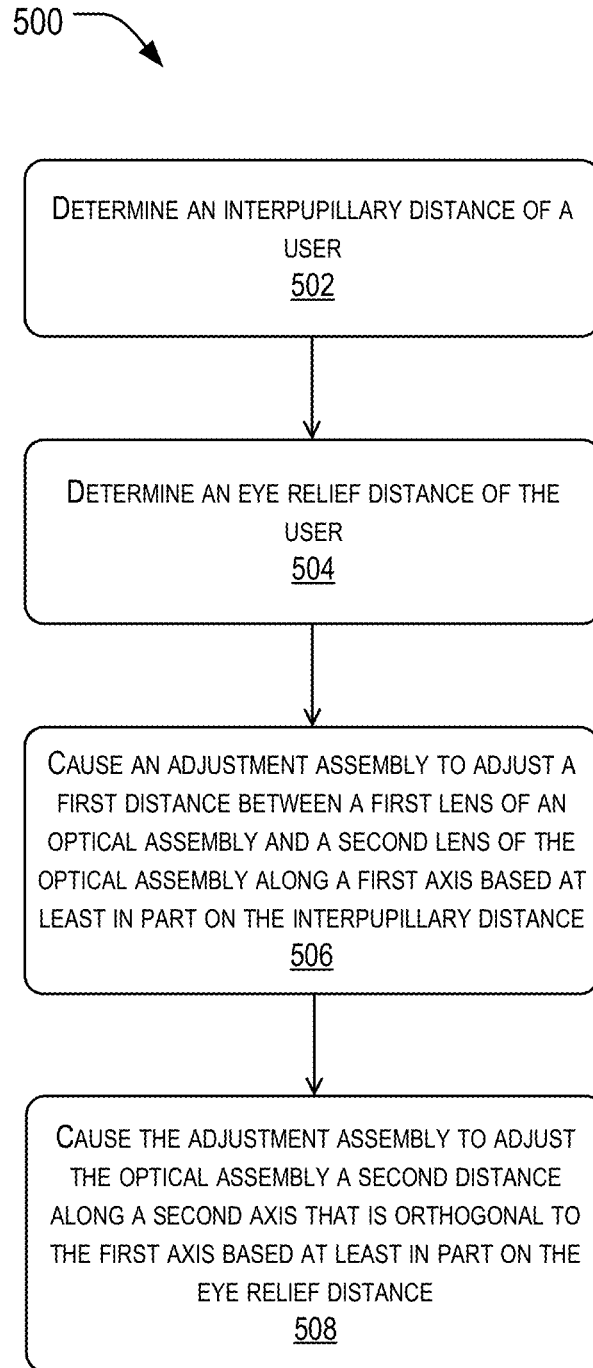 500
DETERMINE AN INTERPUPILLARY DISTANCE OF A
USER
502
DETERMINE AN EYE RELIEF DISTANCE OF THE
USER
504
CAUSE AN ADJUSTMENT ASSEMBLY TO ADJUST A
FIRST DISTANCE BETWEEN A FIRST LENS OF AN
OPTICAL ASSEMBLY AND A SECOND LENS OF THE
OPTICAL ASSEMBLY ALONG A FIRST AXIS BASED AT
LEAST IN PART ON THE INTERPUPILLARY DISTANCE
506
CAUSE THE ADJUSTMENT ASSEMBLY TO ADJUST
THE OPTICAL ASSEMBLY A SECOND DISTANCE
ALONG A SECOND AXIS THAT IS ORTHOGONAL TO
THE FIRST AXIS BASED AT LEAST IN PART ON THE
EYE RELIEF DISTANCE
508